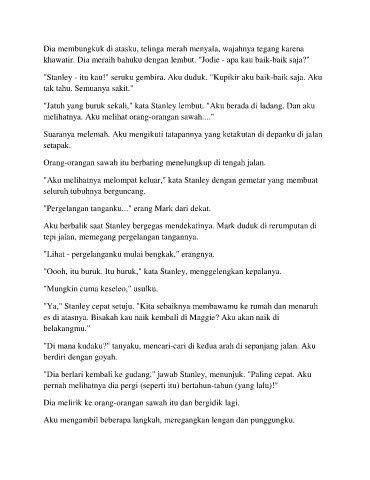 Dia membungkuk di atasku, telinga merah menyala, wajahnya tegang karena
khawatir. Dia meraih bahuku dengan lembut. "Jodie - apa kau baik-baik saja?"
"Stanley - itu kau!" seruku gembira. Aku duduk. "Kupikir aku baik-baik saja. Aku
tak tahu. Semuanya sakit."
"Jatuh yang buruk sekali," kata Stanley lembut. "Aku berada di ladang. Dan aku
melihatnya. Aku melihat orang-orangan sawah...."
Suaranya melemah. Aku mengikuti tatapannya yang ketakutan di depanku di jalan
setapak.
Orang-orangan sawah itu berbaring menelungkup di tengah jalan.
"Aku melihatnya melompat keluar," kata Stanley dengan gemetar yang membuat
seluruh tubuhnya berguncang.
"Pergelangan tanganku..." erang Mark dari dekat.
Aku berbalik saat Stanley bergegas mendekatinya. Mark duduk di rerumputan di
tepi jalan, memegang pergelangan tangannya.
"Lihat - pergelanganku mulai bengkak," erangnya.
"Oooh, itu buruk. Itu buruk," kata Stanley, menggelengkan kepalanya.
"Mungkin cuma keseleo," usulku.
"Ya," Stanley cepat setuju. "Kita sebaiknya membawamu ke rumah dan menaruh
es di atasnya. Bisakah kau naik kembali di Maggie? Aku akan naik di
belakangmu."
"Di mana kudaku?" tanyaku, mencari-cari di kedua arah di sepanjang jalan. Aku
berdiri dengan goyah.
"Dia berlari kembali ke gudang," jawab Stanley, menunjuk. "Paling cepat. Aku
pernah melihatnya dia pergi (seperti itu) bertahun-tahun (yang lalu)!"
Dia melirik ke orang-orangan sawah itu dan bergidik lagi.
Aku mengambil beberapa langkah, meregangkan lengan dan punggungku.